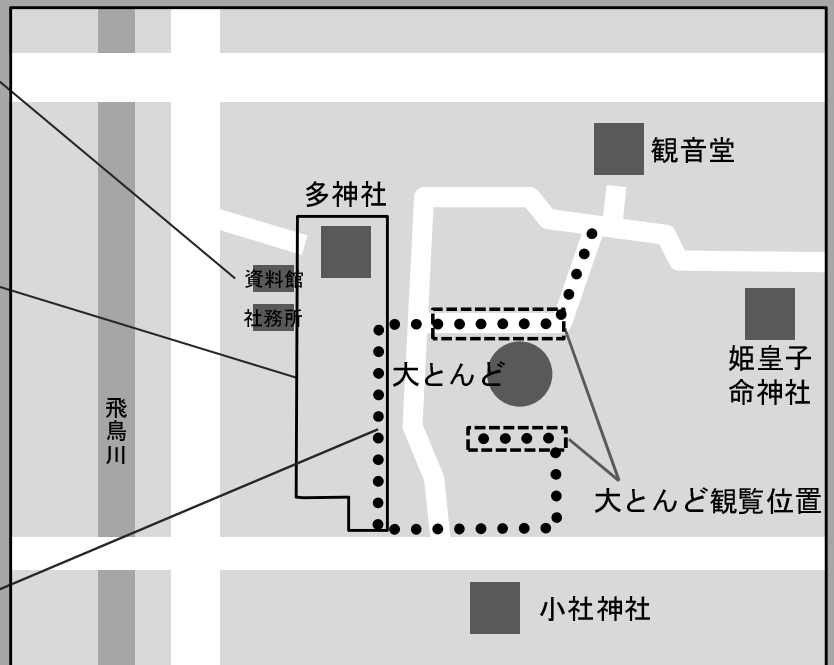 観音堂
多神社
資料館
社務所
大とんど
姫皇子
命神社
飛鳥川
大とんど観覧位置
小社神社